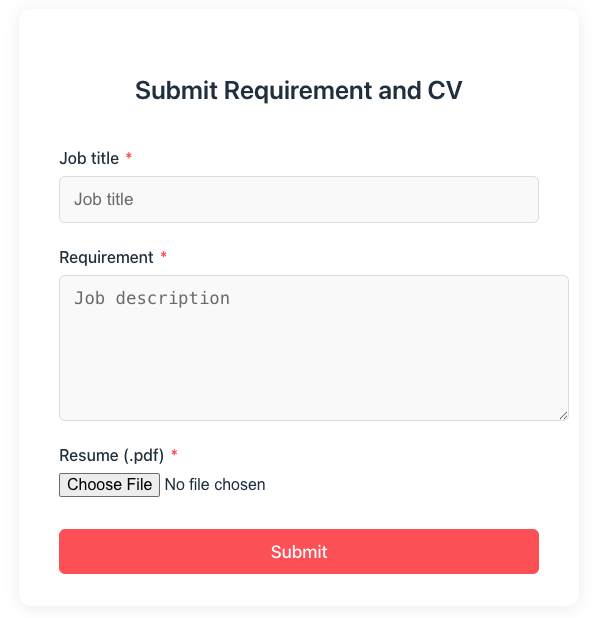 Submit Requirement and CV
Job title *
Job title
Requirement *
Job description
Resume (.pdf) *
Choose File No file chosen
Submit